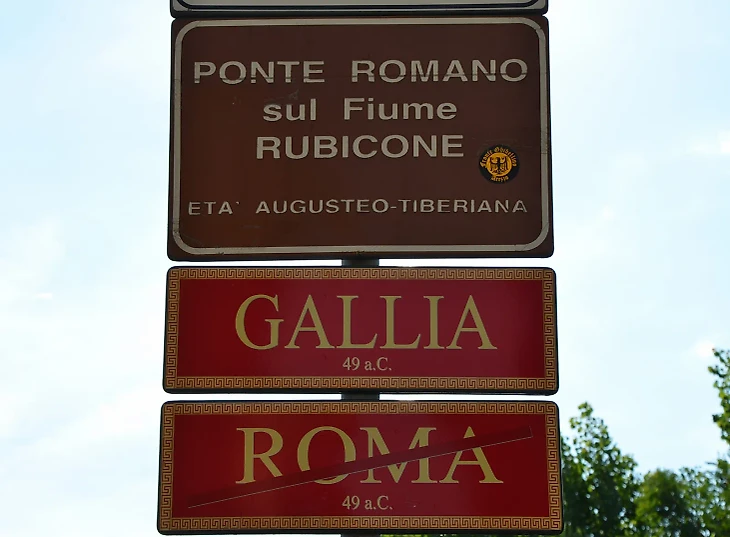 PONTE ROMANO
sul Fiume
RUBICONE
ETA' AUGUSTEO-TIBERIANA
GALLIA
49 a.C.
ROMA
49 a.C.